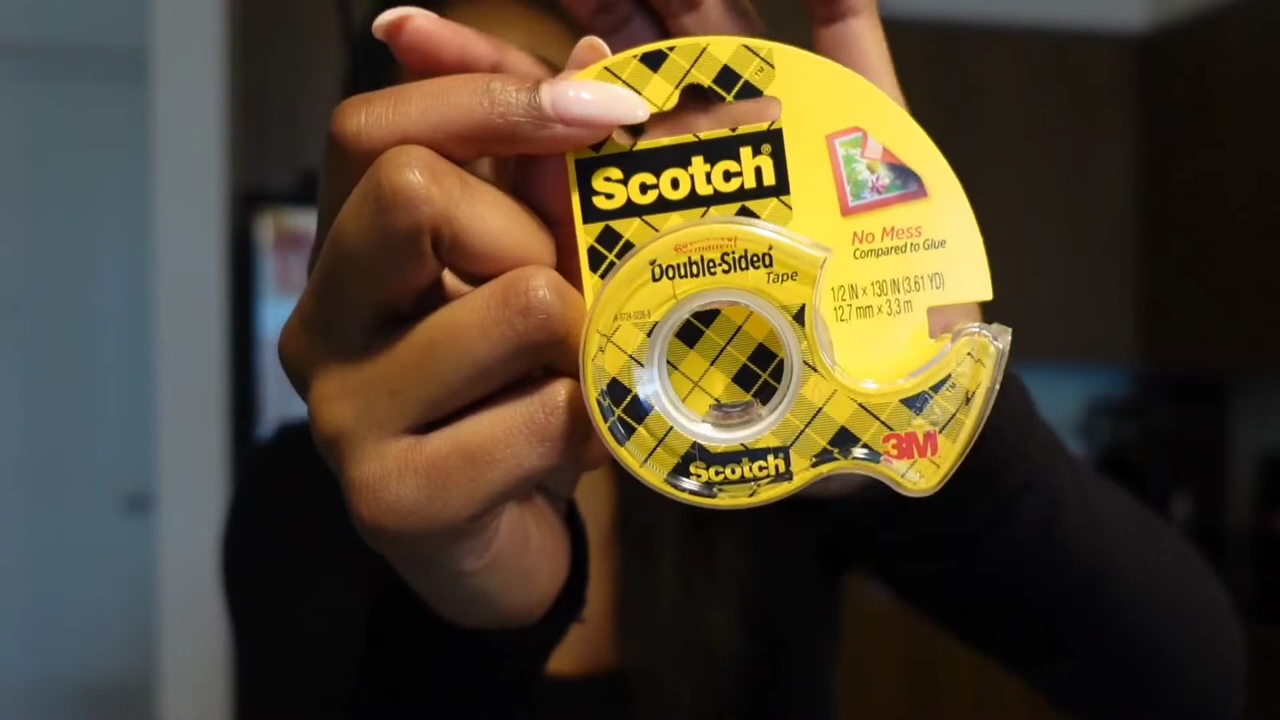 Scotch®
No Mess
Compared to Glue
Permanent
Double-Sided
Tape
1/2 IN × 130 IN (3.61 YD)
12,7 mm × 3,3 m
Scotch
3M